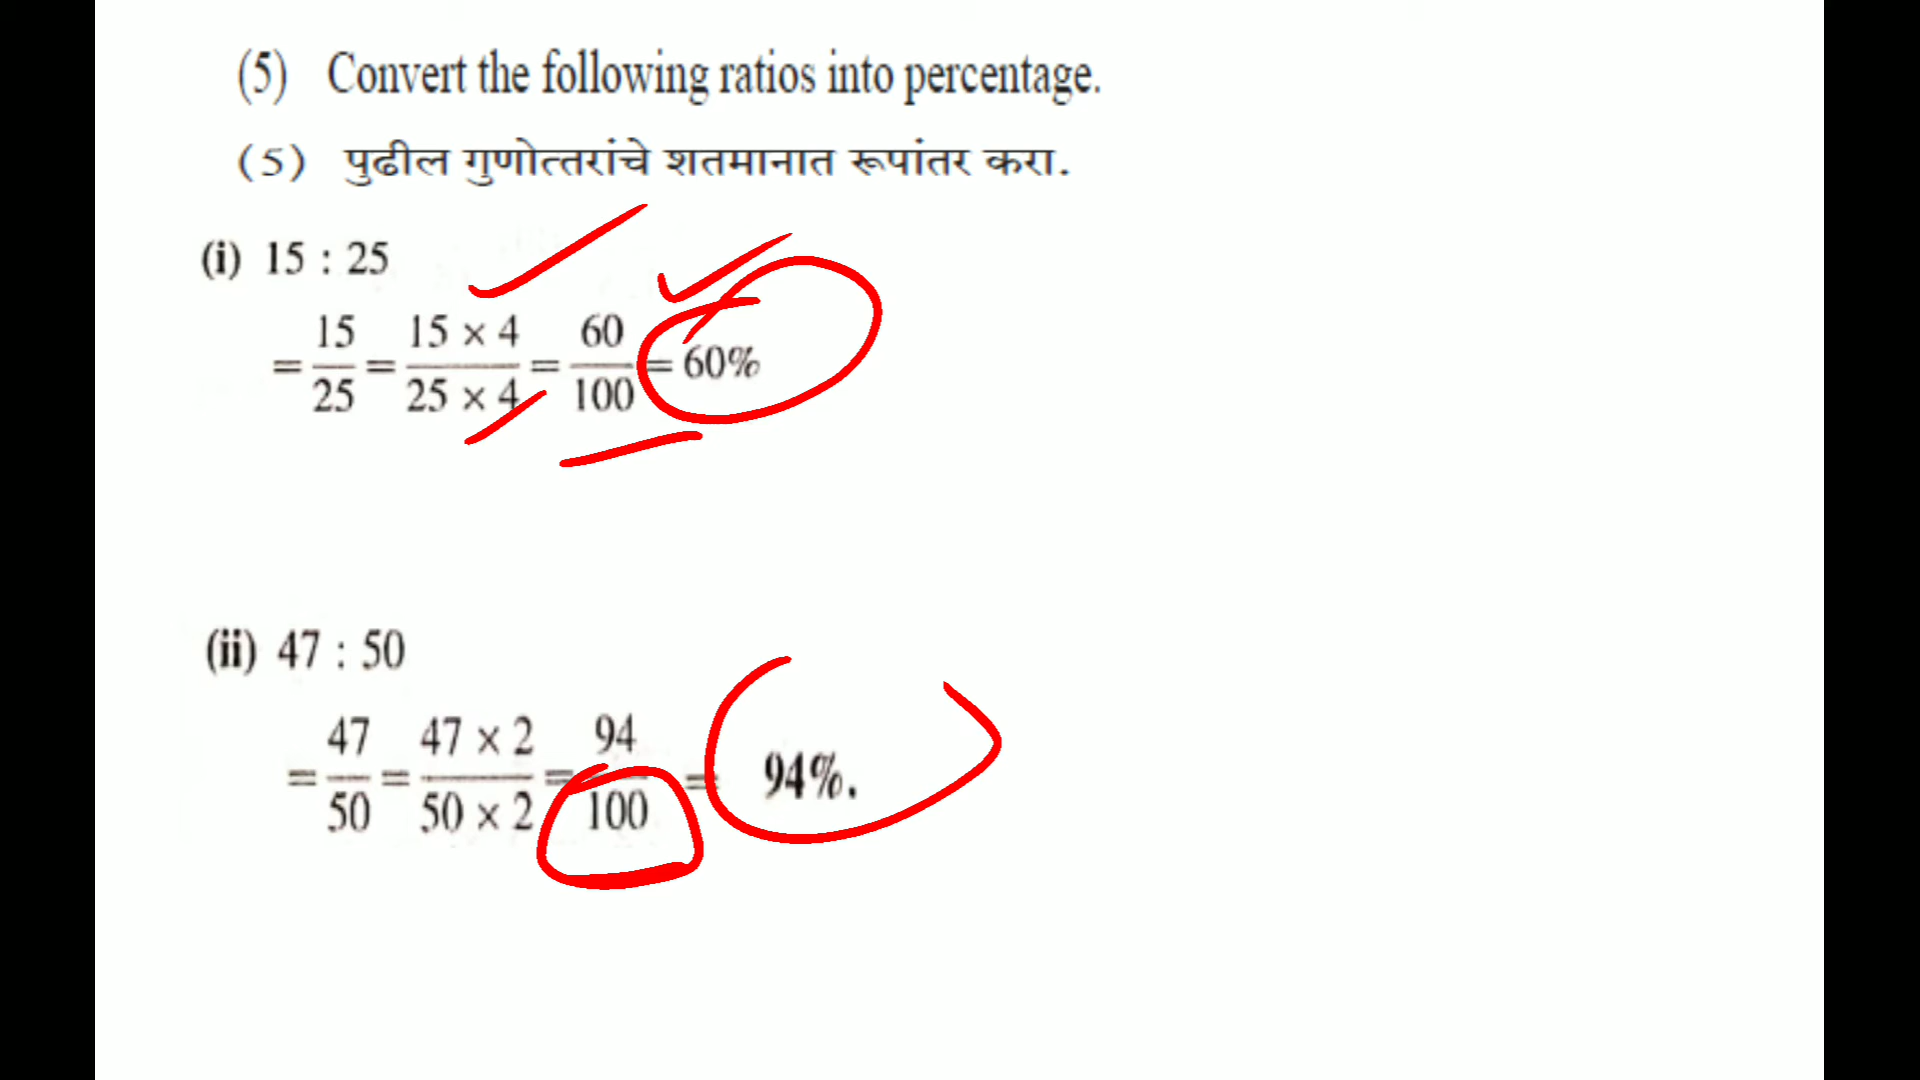 (5) Convert the following ratios into percentage.
(5) पुढील गुणोत्तरांचे शतमानात रूपांतर करा.
(i) 15 : 25
= 15/25 = 15 × 4/25 × 4 = 60/100 = 60%
(ii) 47 : 50
= 47/50 = 47 × 2/50 × 2 = 94/100 = 94%.